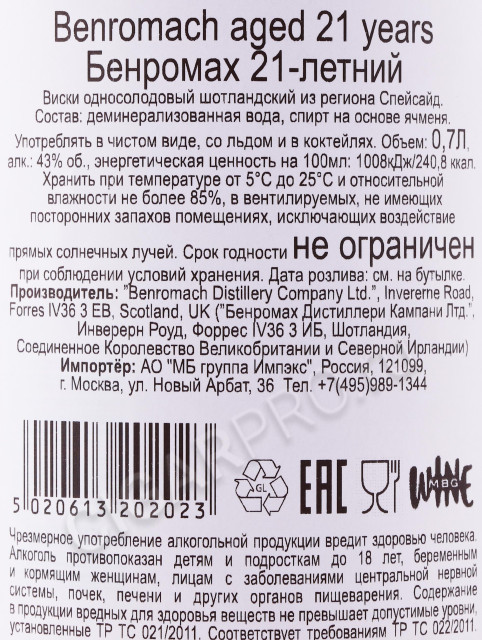 Benromach aged 21 years
Бенромах 21-летний
Виски односолодовый шотландский из региона Спейсайд.
Состав: деминерализованная вода, спирт на основе ячменя.
Употреблять в чистом виде, со льдом и в коктейлях. Объем: 0,7Л,
алк.: 43% об., энергетическая ценность на 100мл: 1008кДж/240,8 ккал.
Хранить при температуре от 5°С до 25°С и относительной
влажности не более 85%, в вентилируемых, не имеющих
посторонних запахов помещениях, исключающих воздействие
прямых солнечных лучей. Срок годности не ограничен
при соблюдении условий хранения. Дата розлива: см. на бутылке.
Производитель: "Benromach Distillery Company Ltd.", Invererne Road,
Forres IV36 3 EB, Scotland, UK ("Бенромах Дистиллери Кампани Лтд.",
Инверерн Роуд, Форрес IV36 3 ИБ, Шотландия,
Соединенное Королевство Великобритании и Северной Ирландии)
Импортёр: АО "МБ группа Импэкс", Россия, 121099,
г. Москва, ул. Новый Арбат, 36 Тел. +7(495)989-1344
5 020613 202023
GL
EAC
WINE
MBG
Чрезмерное употребление алкогольной продукции вредит здоровью человека.
Алкоголь противопоказан детям и подросткам до 18 лет, беременным
и кормящим женщинам, лицам с заболеваниями центральной нервной
системы, почек, печени и других органов пищеварения. Содержание
в продукции вредных для здоровья веществ не превышает допустимые уровни,
установленные ТР ТС 021/2011. Соответствует требованиям ТР ТС 022/2011.